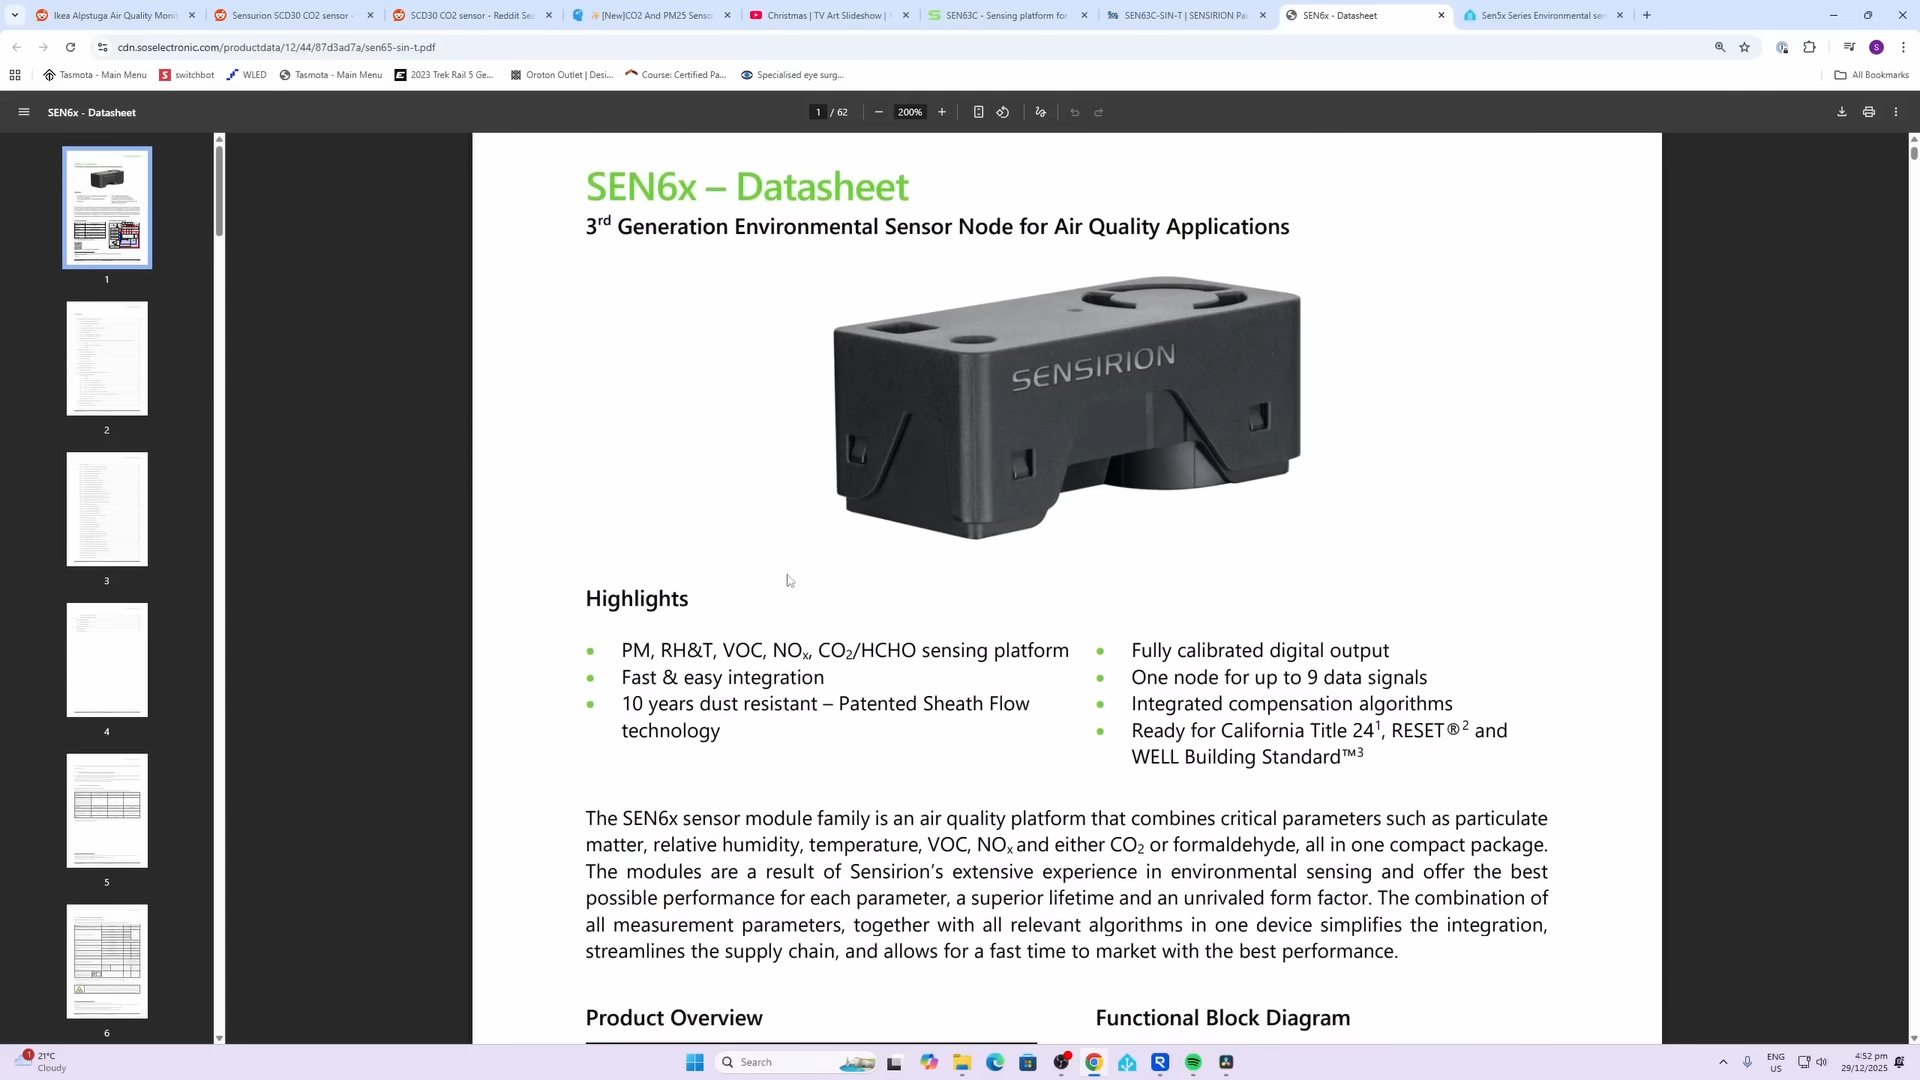 Ikea Alpstuga Air Quality Moni
Sensurion SCD30 CO2 sensor -
SCD30 CO2 sensor - Reddit Sea
[New]CO2 And PM25 Senso
Christmas | TV Art Slideshow |
SEN63C - Sensing platform for
SEN63C-SIN-T | SENSIRION Pa
SEN6x - Datasheet
Sen5x Series Environmental sen
cdn.soselectronic.com/productdata/12/44/87d3ad7a/sen65-sin-t.pdf
S
Tasmota - Main Menu
switchbot
WLED
Tasmota - Main Menu
2023 Trek Rail 5 Ge...
Oroton Outlet | Desi...
Course: Certified Pa...
Specialised eye surg...
All Bookmarks
SEN6x - Datasheet
1 / 62
200%
1
2
3
4
5
6
SEN6x – Datasheet
3rd Generation Environmental Sensor Node for Air Quality Applications
SENSIRION
Highlights
PM, RH&T, VOC, NOx, CO2/HCHO sensing platform
Fast & easy integration
10 years dust resistant – Patented Sheath Flow
technology
Fully calibrated digital output
One node for up to 9 data signals
Integrated compensation algorithms
Ready for California Title 241, RESET®2 and
WELL Building Standard™3
The SEN6x sensor module family is an air quality platform that combines critical parameters such as particulate
matter, relative humidity, temperature, VOC, NOx and either CO2 or formaldehyde, all in one compact package.
The modules are a result of Sensirion’s extensive experience in environmental sensing and offer the best
possible performance for each parameter, a superior lifetime and an unrivaled form factor. The combination of
all measurement parameters, together with all relevant algorithms in one device simplifies the integration,
streamlines the supply chain, and allows for a fast time to market with the best performance.
Product Overview
Functional Block Diagram
1
21°C
Cloudy
Search
ENG
US
4:52 pm
29/12/2025